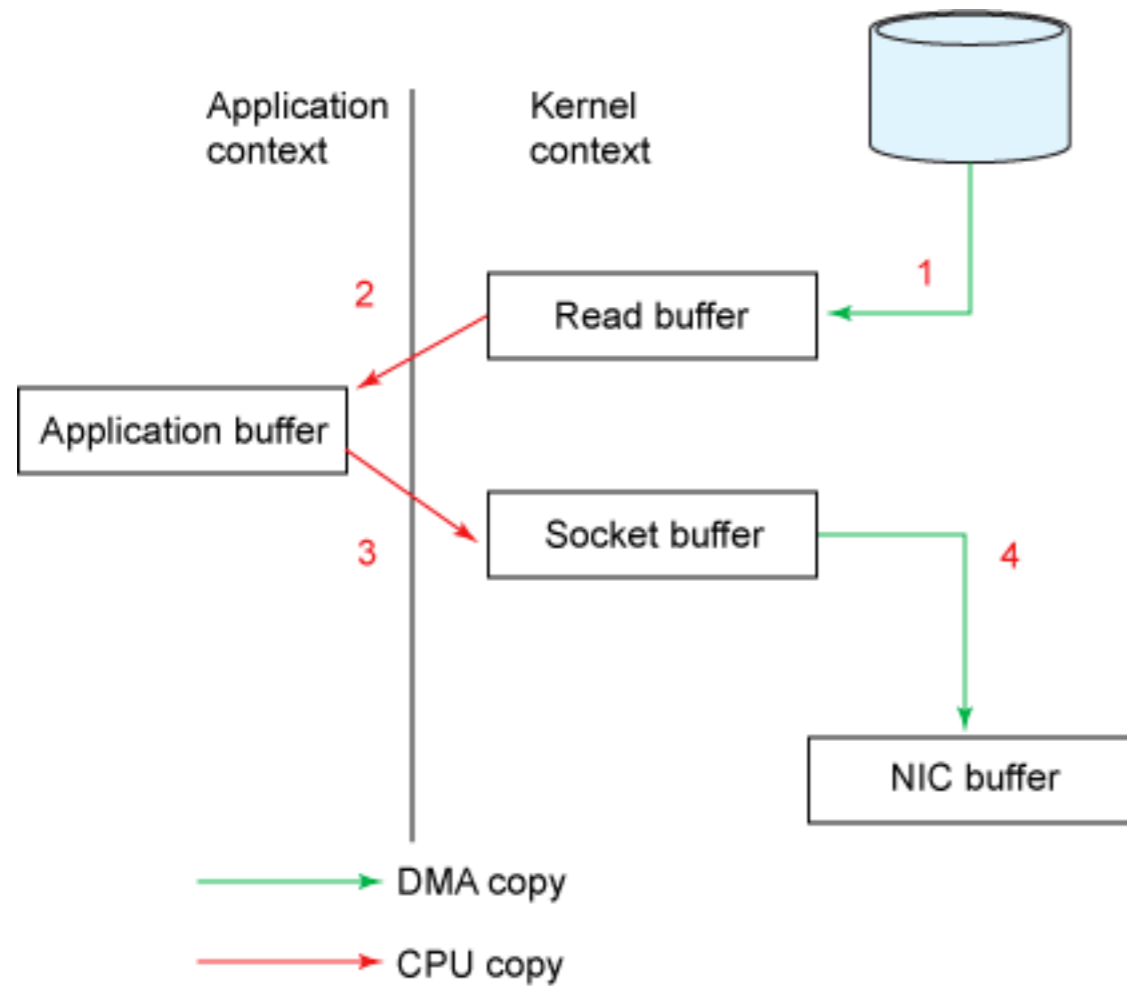 Application
context
Kernel
context
1
2
Read buffer
Application buffer
Socket buffer
3
4
NIC buffer
DMA copy
CPU copy